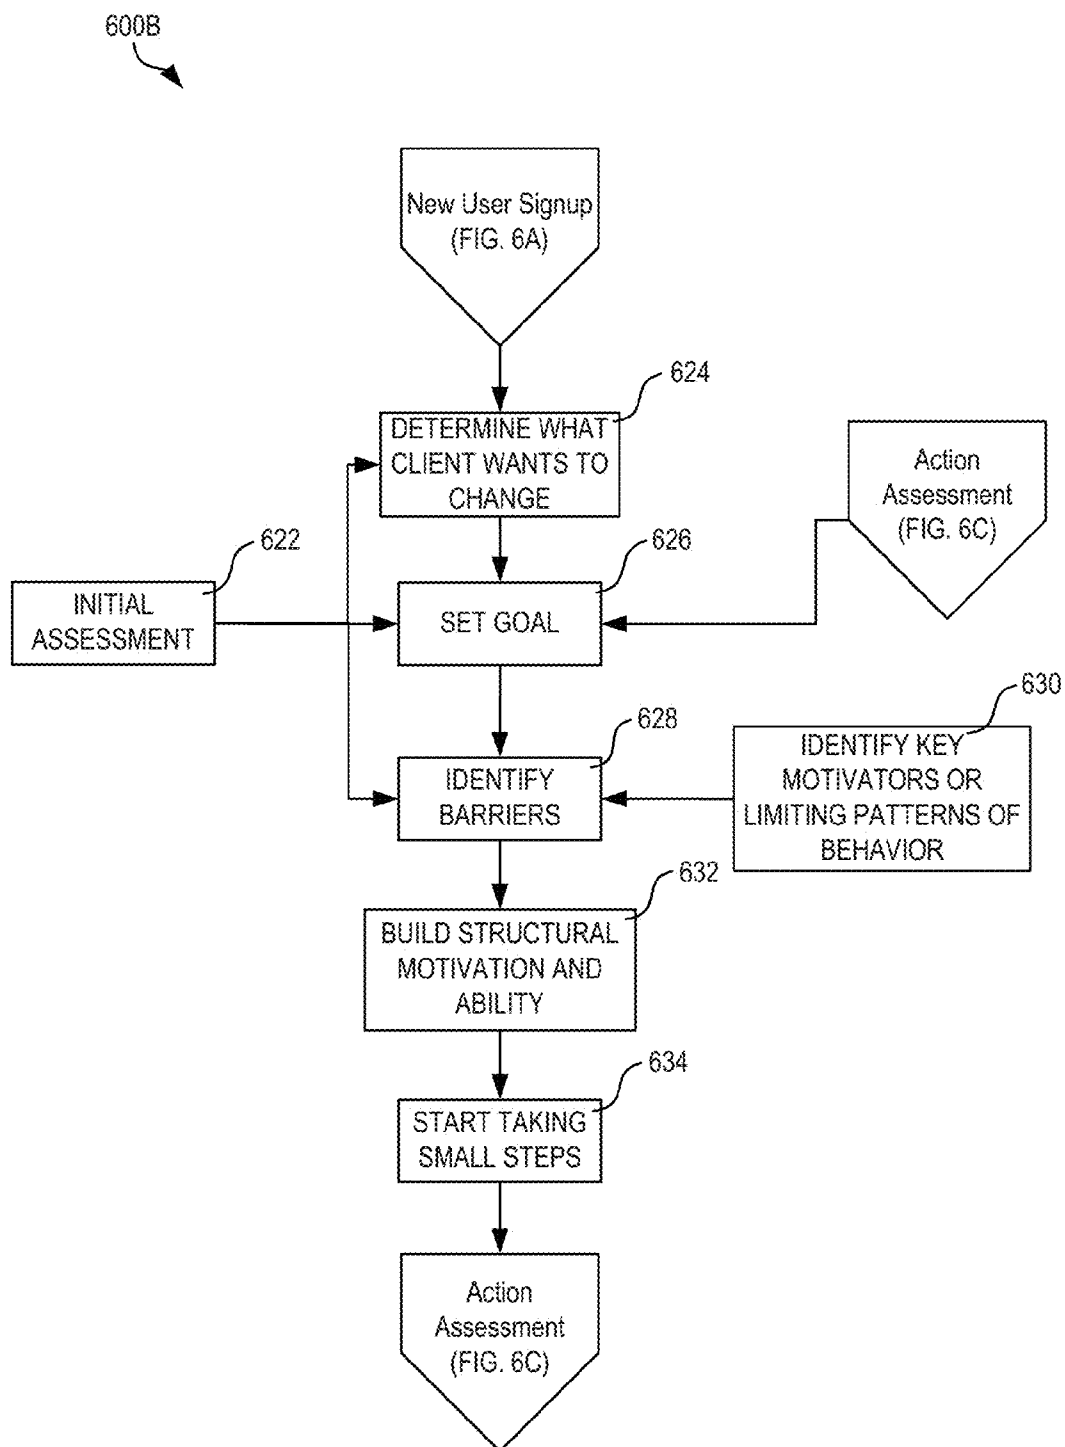 600B
New User Signup
(FIG. 6A)
624
DETERMINE WHAT
CLIENT WANTS TO
CHANGE
Action
Assessment
(FIG. 6C)
622
INITIAL
ASSESSMENT
626
SET GOAL
630
IDENTIFY KEY
MOTIVATORS OR
LIMITING PATTERNS OF
BEHAVIOR
628
IDENTIFY
BARRIERS
632
BUILD STRUCTURAL
MOTIVATION AND
ABILITY
634
START TAKING
SMALL STEPS
Action
Assessment
(FIG. 6C)